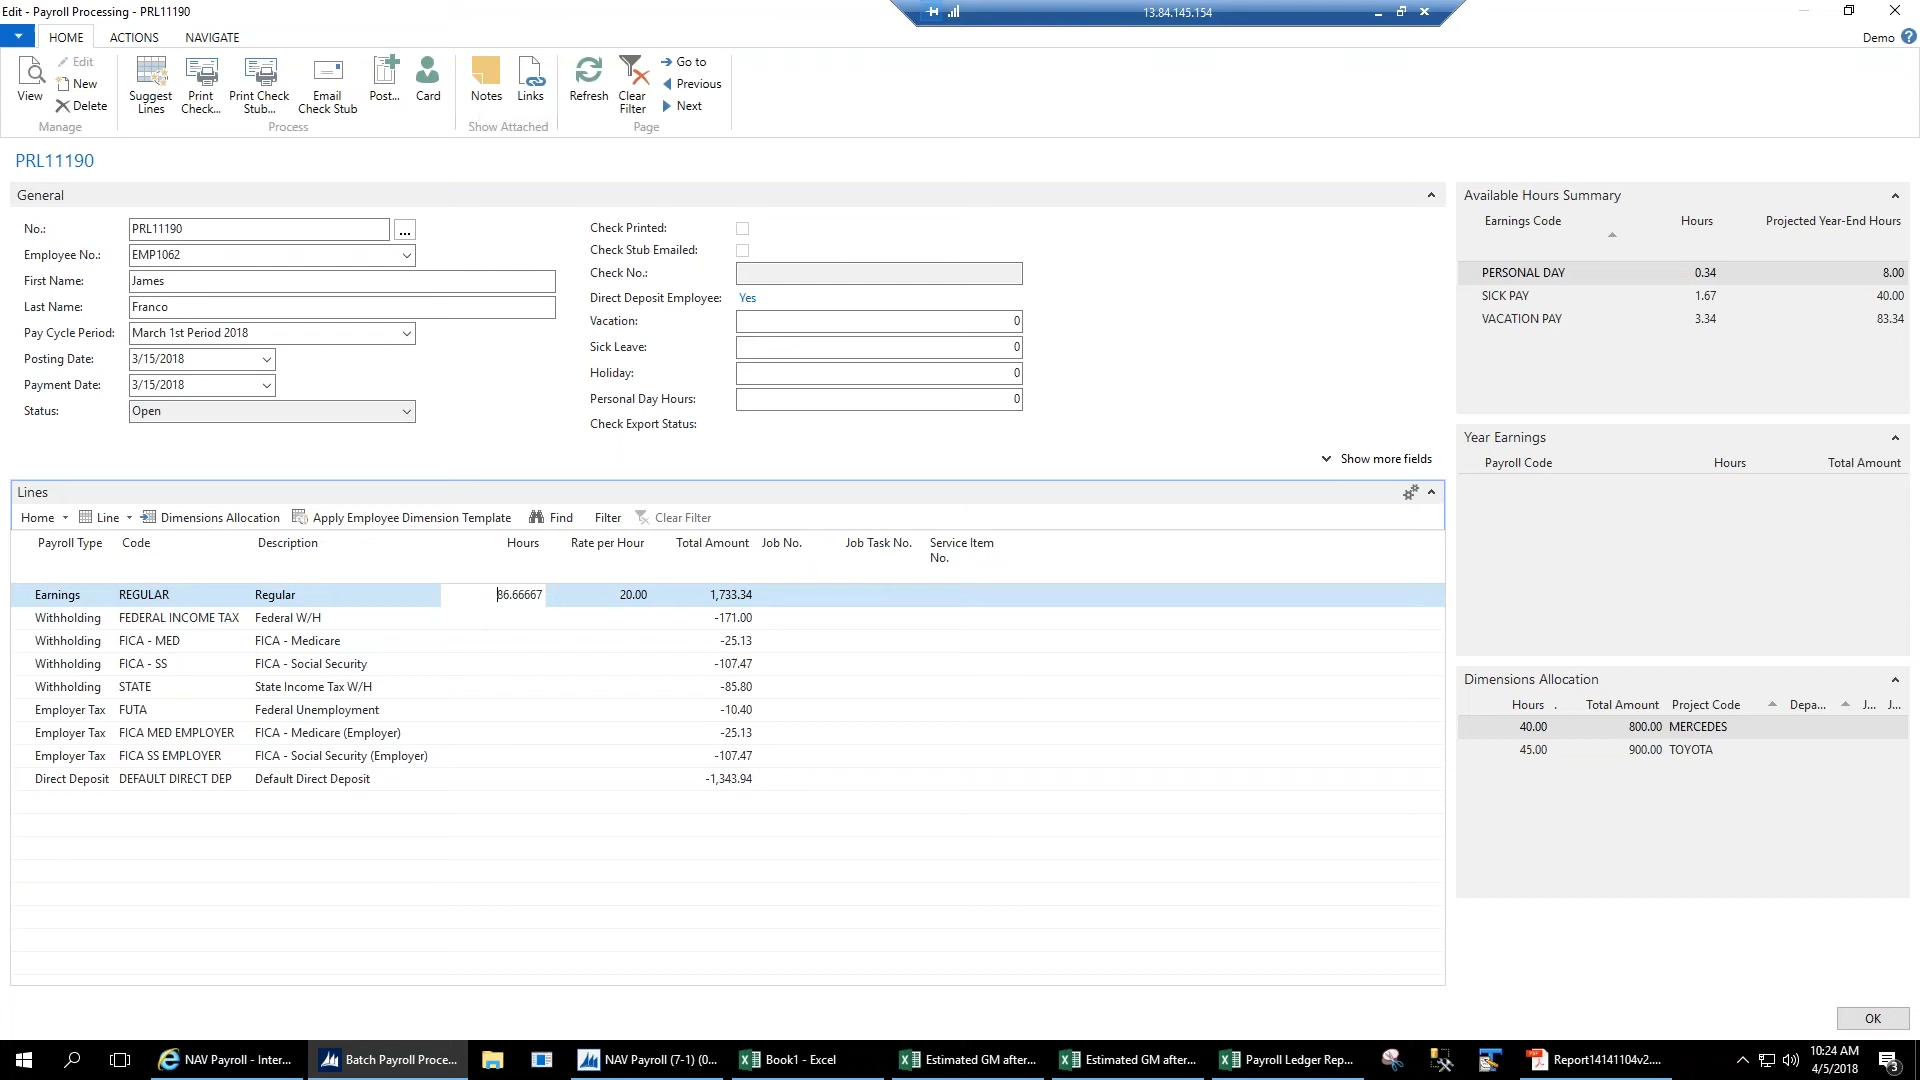 Edit - Payroll Processing - PRL11190
13.84.145.154
HOME ACTIONS NAVIGATE
Demo
View
Edit
New
Delete
Manage
Suggest Lines
Print Check...
Print Check Stub...
Email Check Stub
Post...
Card
Process
Notes
Links
Show Attached
Refresh
Clear Filter
Go to
Previous
Next
Page
PRL11190
General
No.: PRL11190 ...
Employee No.: EMP1062
First Name: James
Last Name: Franco
Pay Cycle Period: March 1st Period 2018
Posting Date: 3/15/2018
Payment Date: 3/15/2018
Status: Open
Check Printed:
Check Stub Emailed:
Check No.:
Direct Deposit Employee: Yes
Vacation: 0
Sick Leave: 0
Holiday: 0
Personal Day Hours: 0
Check Export Status:
Show more fields
Lines
Home Line Dimensions Allocation Apply Employee Dimension Template Find Filter Clear Filter
Payroll Type Code Description Hours Rate per Hour Total Amount Job No. Job Task No. Service Item No.
Earnings REGULAR Regular 86.66667 20.00 1,733.34
Withholding FEDERAL INCOME TAX Federal W/H -171.00
Withholding FICA - MED FICA - Medicare -25.13
Withholding FICA - SS FICA - Social Security -107.47
Withholding STATE State Income Tax W/H -85.80
Employer Tax FUTA Federal Unemployment -10.40
Employer Tax FICA MED EMPLOYER FICA - Medicare (Employer) -25.13
Employer Tax FICA SS EMPLOYER FICA - Social Security (Employer) -107.47
Direct Deposit DEFAULT DIRECT DEP Default Direct Deposit -1,343.94
Available Hours Summary
Earnings Code Hours Projected Year-End Hours
PERSONAL DAY 0.34 8.00
SICK PAY 1.67 40.00
VACATION PAY 3.34 83.34
Year Earnings
Payroll Code Hours Total Amount
Dimensions Allocation
Hours . Total Amount Project Code Depa... J... J...
40.00 800.00 MERCEDES
45.00 900.00 TOYOTA
OK
NAV Payroll - Inter...
Batch Payroll Proce...
NAV Payroll (7-1) (0...
Book1 - Excel
Estimated GM after...
Estimated GM after...
Payroll Ledger Rep...
Report14141104v2....
10:24 AM
4/5/2018
3